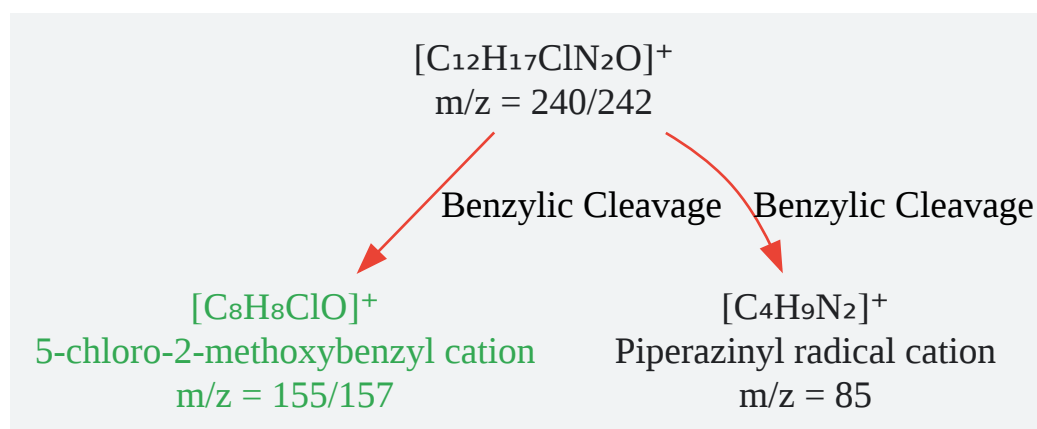 [C₁₂H₁₇ClN₂O]⁺
m/z = 240/242
Benzylic Cleavage
Benzylic Cleavage
[C₈H₈ClO]⁺
5-chloro-2-methoxybenzyl cation
m/z = 155/157
[C₄H₉N₂]⁺
Piperazinyl radical cation
m/z = 85